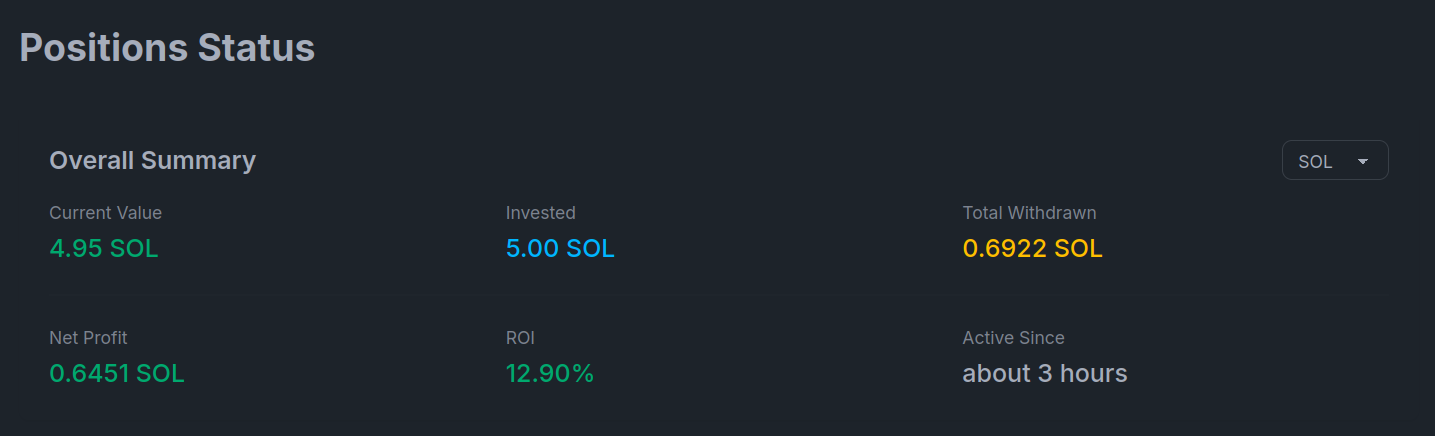 Positions Status
Overall Summary
SOL
Current Value
Invested
Total Withdrawn
4.95 SOL
5.00 SOL
0.6922 SOL
Net Profit
ROI
Active Since
0.6451 SOL
12.90%
about 3 hours